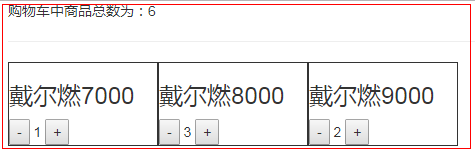 购物车中商品总数为：6
戴尔燃7000 戴尔燃8000 戴尔燃9000
- 1 + - 3 + - 2 +